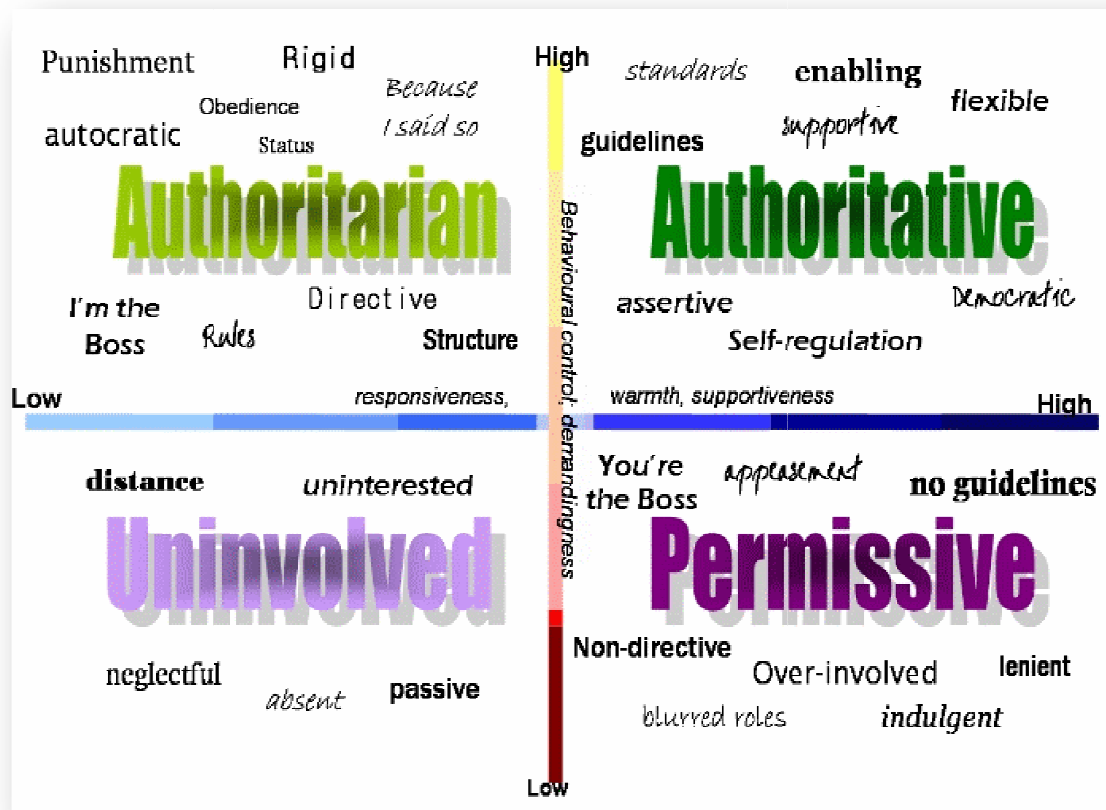 Punishment
Rigid
High
standards
enabling
flexible
Because
I said so
Obedience
autocratic
Status
guidelines
supportive
Authoritarian
Authoritative
Behavioural control, demandingness
I'm the
Boss
Rules
Directive
Structure
assertive
Democratic
Self-regulation
Low
responsiveness,
warmth, supportiveness
High
distance
uninterested
You're
the Boss
appeasement
no guidelines
Uninvolved
Permissive
neglectful
absent
passive
Non-directive
Over-involved
lenient
blurred roles
indulgent
Low